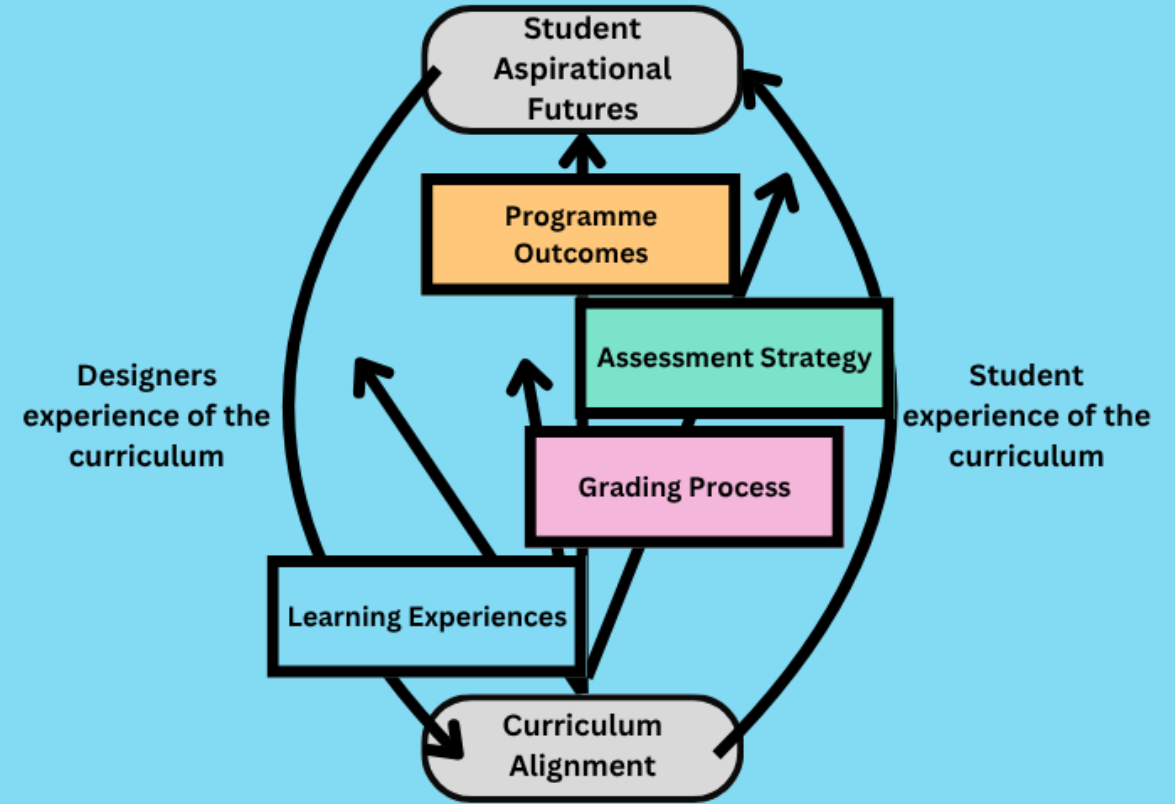 Student
Aspirational
Futures
Programme
Outcomes
Assessment Strategy
Designers
experience of the
curriculum
Student
experience of the
curriculum
Grading Process
Learning Experiences
Curriculum
Alignment